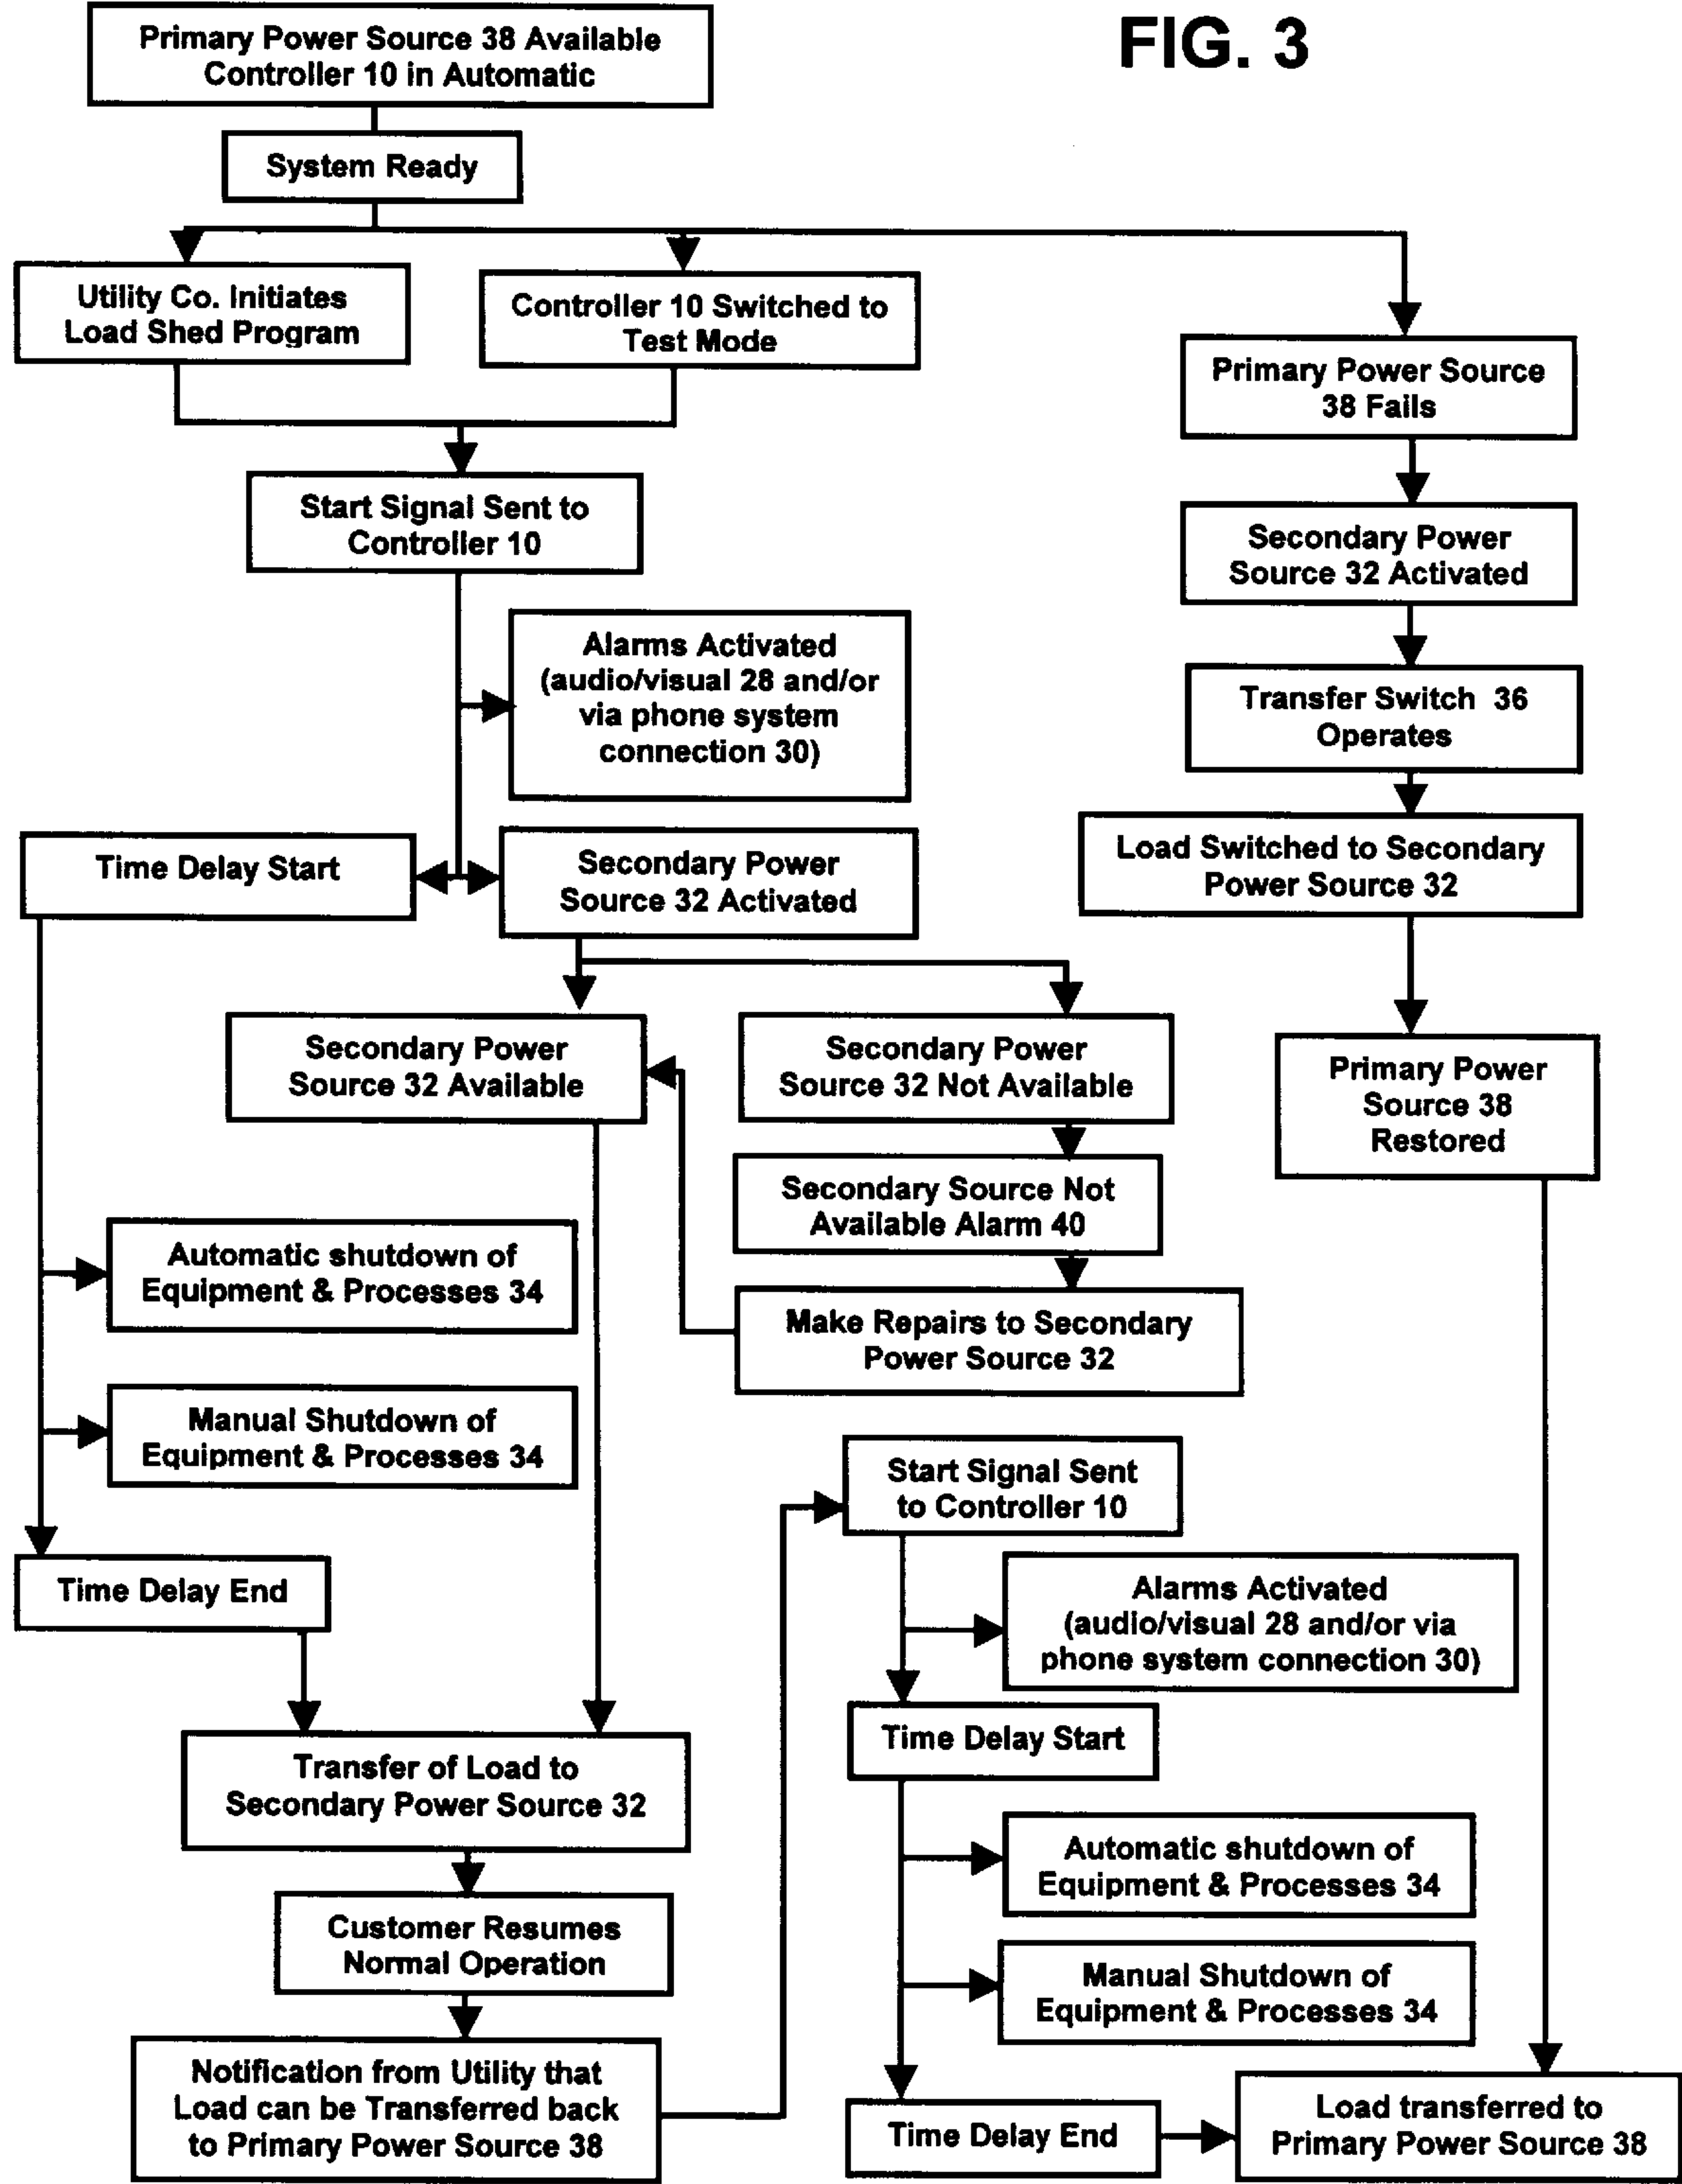 FIG. 3
Primary Power Source 38 Available
Controller 10 in Automatic
System Ready
Utility Co. Initiates
Load Shed Program
Controller 10 Switched to
Test Mode
Primary Power Source
38 Fails
Start Signal Sent to
Controller 10
Secondary Power
Source 32 Activated
Alarms Activated
(audio/visual 28 and/or
via phone system
connection 30)
Transfer Switch 36
Operates
Time Delay Start
Secondary Power
Source 32 Activated
Load Switched to Secondary
Power Source 32
Secondary Power
Source 32 Available
Secondary Power
Source 32 Not Available
Primary Power
Source 38
Restored
Secondary Source Not
Available Alarm 40
Automatic shutdown of
Equipment & Processes 34
Make Repairs to Secondary
Power Source 32
Manual Shutdown of
Equipment & Processes 34
Start Signal Sent
to Controller 10
Time Delay End
Alarms Activated
(audio/visual 28 and/or via
phone system connection 30)
Time Delay Start
Transfer of Load to
Secondary Power Source 32
Automatic shutdown of
Equipment & Processes 34
Customer Resumes
Normal Operation
Manual Shutdown of
Equipment & Processes 34
Notification from Utility that
Load can be Transferred back
to Primary Power Source 38
Time Delay End
Load transferred to
Primary Power Source 38